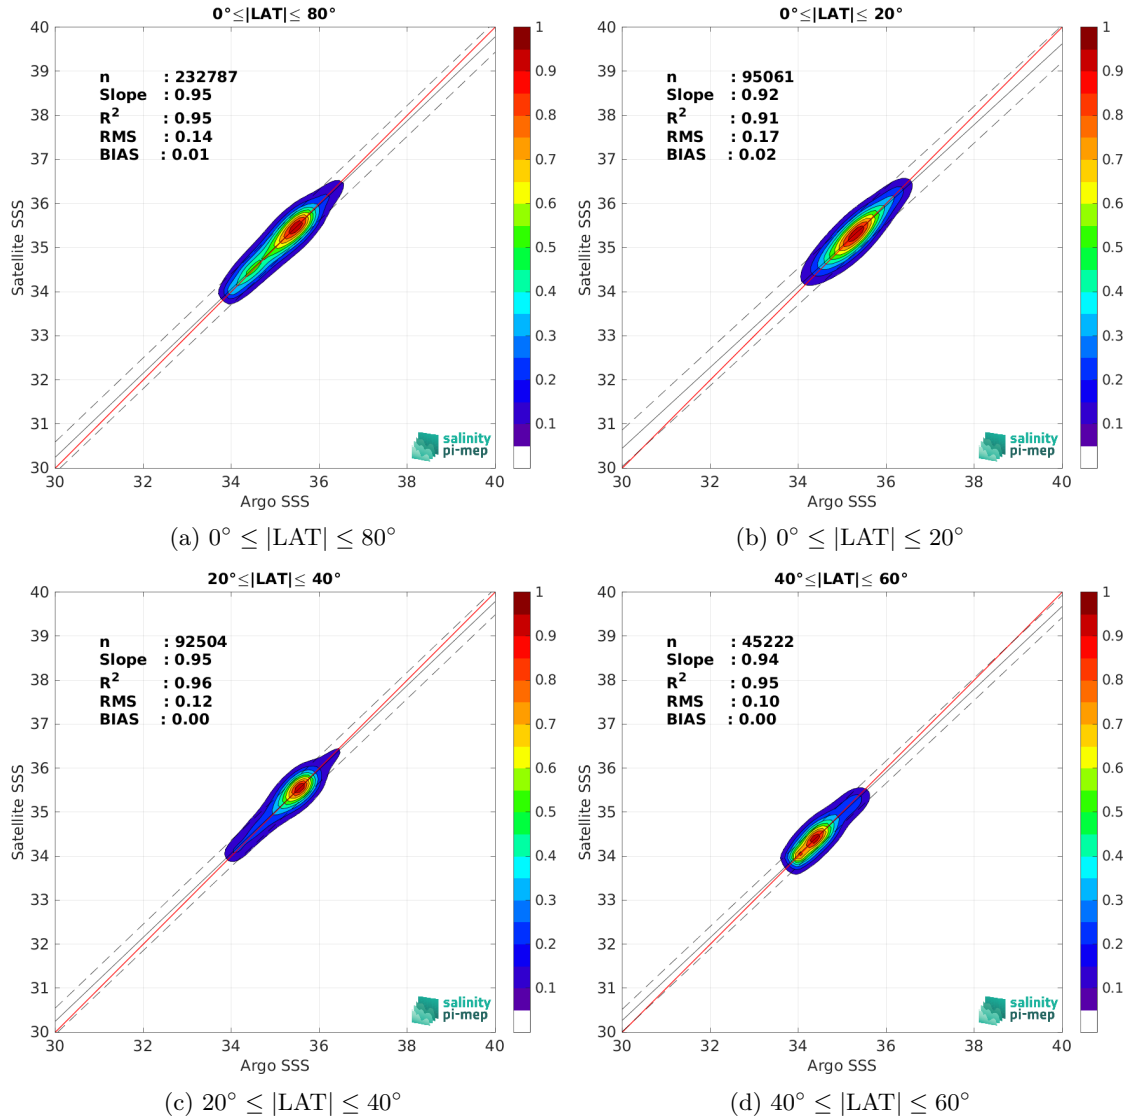 0°≤|LAT|≤ 80°
n : 232787
Slope : 0.95
R² : 0.95
RMS : 0.14
BIAS : 0.01
40
39
38
37
36
35
34
33
32
31
30
Satellite SSS
30 32 34 36 38 40
Argo SSS
1
0.9
0.8
0.7
0.6
0.5
0.4
0.3
0.2
0.1
salinity
pi-mep
(a) 0° ≤ |LAT| ≤ 80°
0°≤|LAT|≤ 20°
n : 95061
Slope : 0.92
R² : 0.91
RMS : 0.17
BIAS : 0.02
40
39
38
37
36
35
34
33
32
31
30
Satellite SSS
30 32 34 36 38 40
Argo SSS
1
0.9
0.8
0.7
0.6
0.5
0.4
0.3
0.2
0.1
salinity
pi-mep
(b) 0° ≤ |LAT| ≤ 20°
20°≤|LAT|≤ 40°
n : 92504
Slope : 0.95
R² : 0.96
RMS : 0.12
BIAS : 0.00
40
39
38
37
36
35
34
33
32
31
30
Satellite SSS
30 32 34 36 38 40
Argo SSS
1
0.9
0.8
0.7
0.6
0.5
0.4
0.3
0.2
0.1
salinity
pi-mep
(c) 20° ≤ |LAT| ≤ 40°
40°≤|LAT|≤ 60°
n : 45222
Slope : 0.94
R² : 0.95
RMS : 0.10
BIAS : 0.00
40
39
38
37
36
35
34
33
32
31
30
Satellite SSS
30 32 34 36 38 40
Argo SSS
1
0.9
0.8
0.7
0.6
0.5
0.4
0.3
0.2
0.1
salinity
pi-mep
(d) 40° ≤ |LAT| ≤ 60°